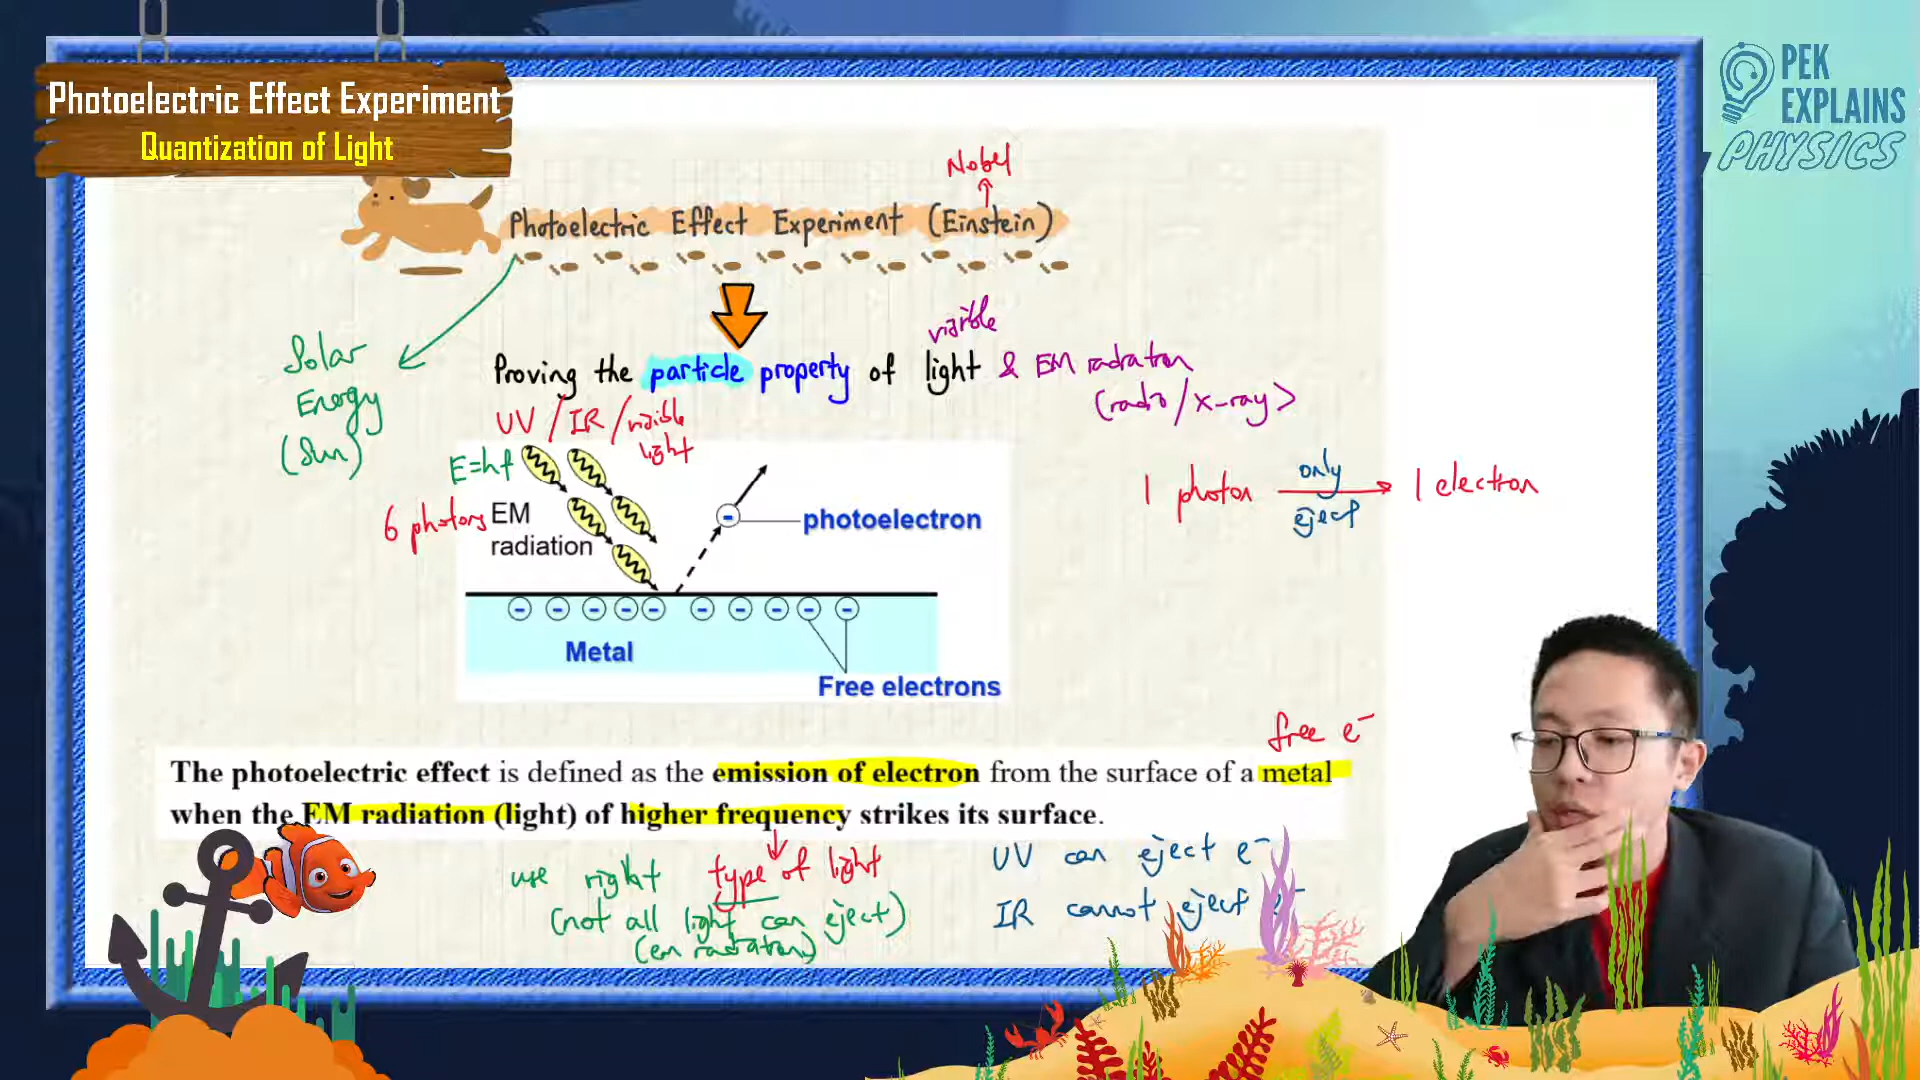 Photoelectric Effect Experiment
Quantization of Light
PEK
EXPLAINS
PHYSICS
Nobel
Photoelectric Effect Experiment (Einstein)
visible
Solar
Energy
(Sun)
Proving the particle property of light & EM radiation
(radio/x-ray)
UV / IR / visible
light
E=hf
6 photons
EM
radiation
photoelectron
1 photon only eject 1 electron
Metal
Free electrons
free e⁻
The photoelectric effect is defined as the emission of electron from the surface of a metal
when the EM radiation (light) of higher frequency strikes its surface.
use right type of light
(not all light can eject)
(em radiation)
UV can eject e⁻
IR cannot eject